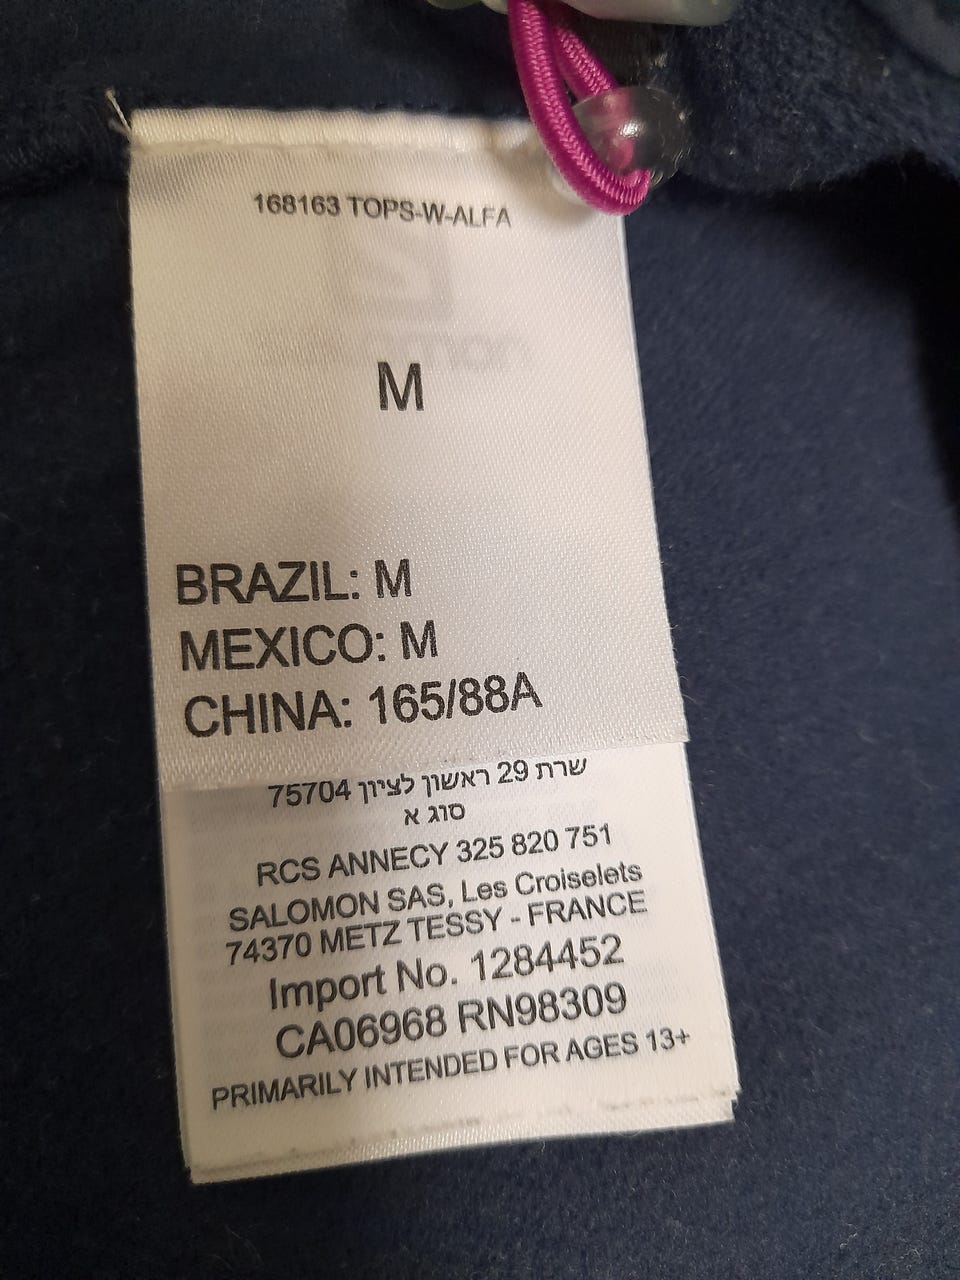 168163 TOPS-W-ALFA
M
BRAZIL: M
MEXICO: M
CHINA: 165/88A
שרת 29 ראשון לציון 75704
סוג א
RCS ANNECY 325 820 751
SALOMON SAS, Les Croiselets
74370 METZ TESSY - FRANCE
Import No. 1284452
CA06968 RN98309
PRIMARILY INTENDED FOR AGES 13+